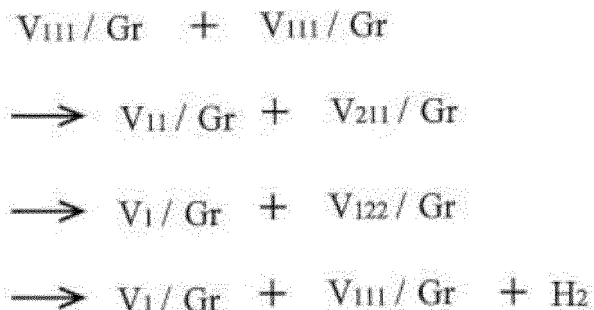 V₁₁₁ / Gr + V₁₁₁ / Gr
→ V₁₁ / Gr + V₂₁₁ / Gr
→ V₁ / Gr + V₁₂₂ / Gr
→ V₁ / Gr + V₁₁₁ / Gr + H₂